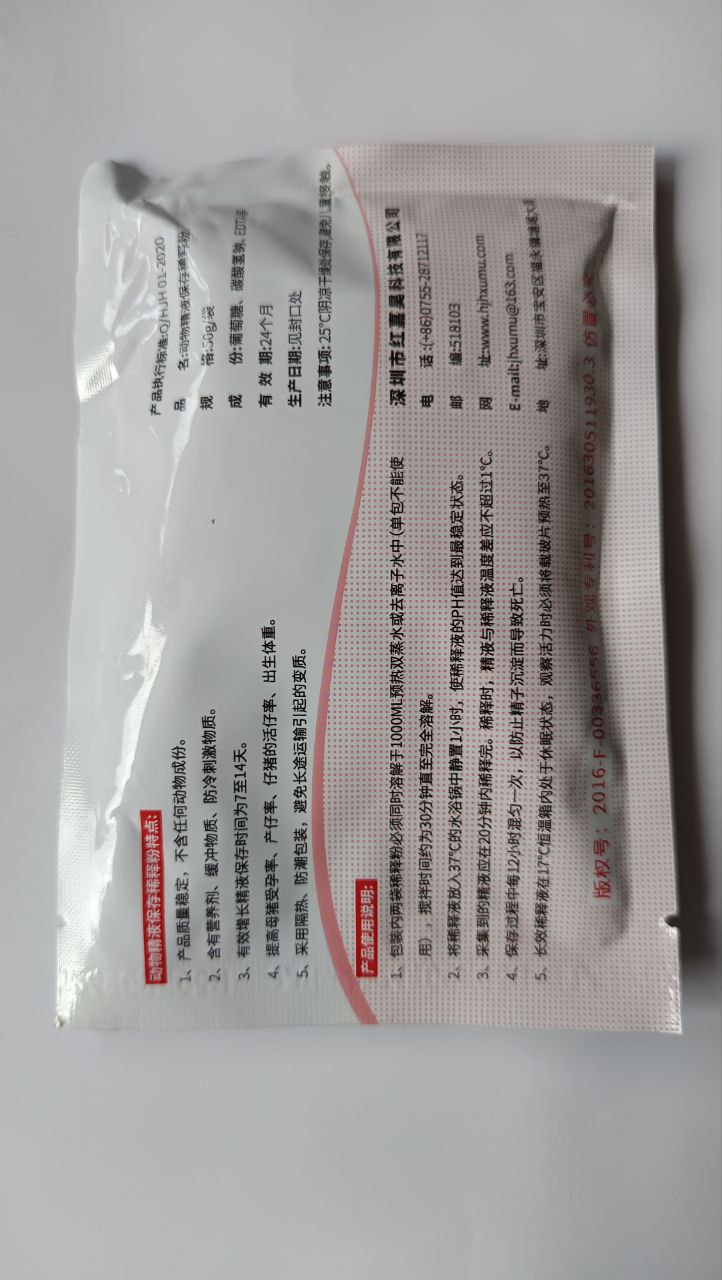 动物精液保存稀释粉特点:
1、产品质量稳定，不含任何动物成份。
2、含有营养剂、缓冲物质、防冷刺激物质。
3、有效增长精液保存时间为7至14天。
4、提高母猪受孕率、产仔率、仔猪的活仔率、出生体重。
5、采用隔热、防潮包装，避免长途运输引起的变质。
产品执行标准:Q/HJH 01-2020
品 名:动物精液保存稀释粉
规 格:50g/袋
成 份:葡萄糖、碳酸氢钠、EDTA等
有 效 期:24个月
生产日期:见封口处
注意事项:25°C阴凉干燥处保存,避免儿童接触。
产品使用说明:
1、包装内两袋稀释粉必须同时溶解于1000ML预热双蒸水或去离子水中(单包不能使
用），搅拌时间约为30分钟直至完全溶解。
2、将稀释液放入37°C的水浴锅中静置1小时，使稀释液的PH值达到最稳定状态。
3、采集到的精液应在20分钟内稀释完。稀释时，精液与稀释液温度差应不超过1°C。
4、保存过程中每12小时混匀一次，以防止精子沉淀而导致死亡。
5、长效稀释液在17°C恒温箱内处于休眠状态，观察活力时必须将载玻片预热至37°C。
深圳市红嘉昊科技有限公司
电 话:(+86)0755-28712117
邮 编:518103
网 址:www.hjhxumu.com
E-mail:jhxumu@163.com
地 址:深圳市宝安区福永镇塘尾大道
版权号：2016-F-00336556 外观专利号：201630511930.3 仿冒必究